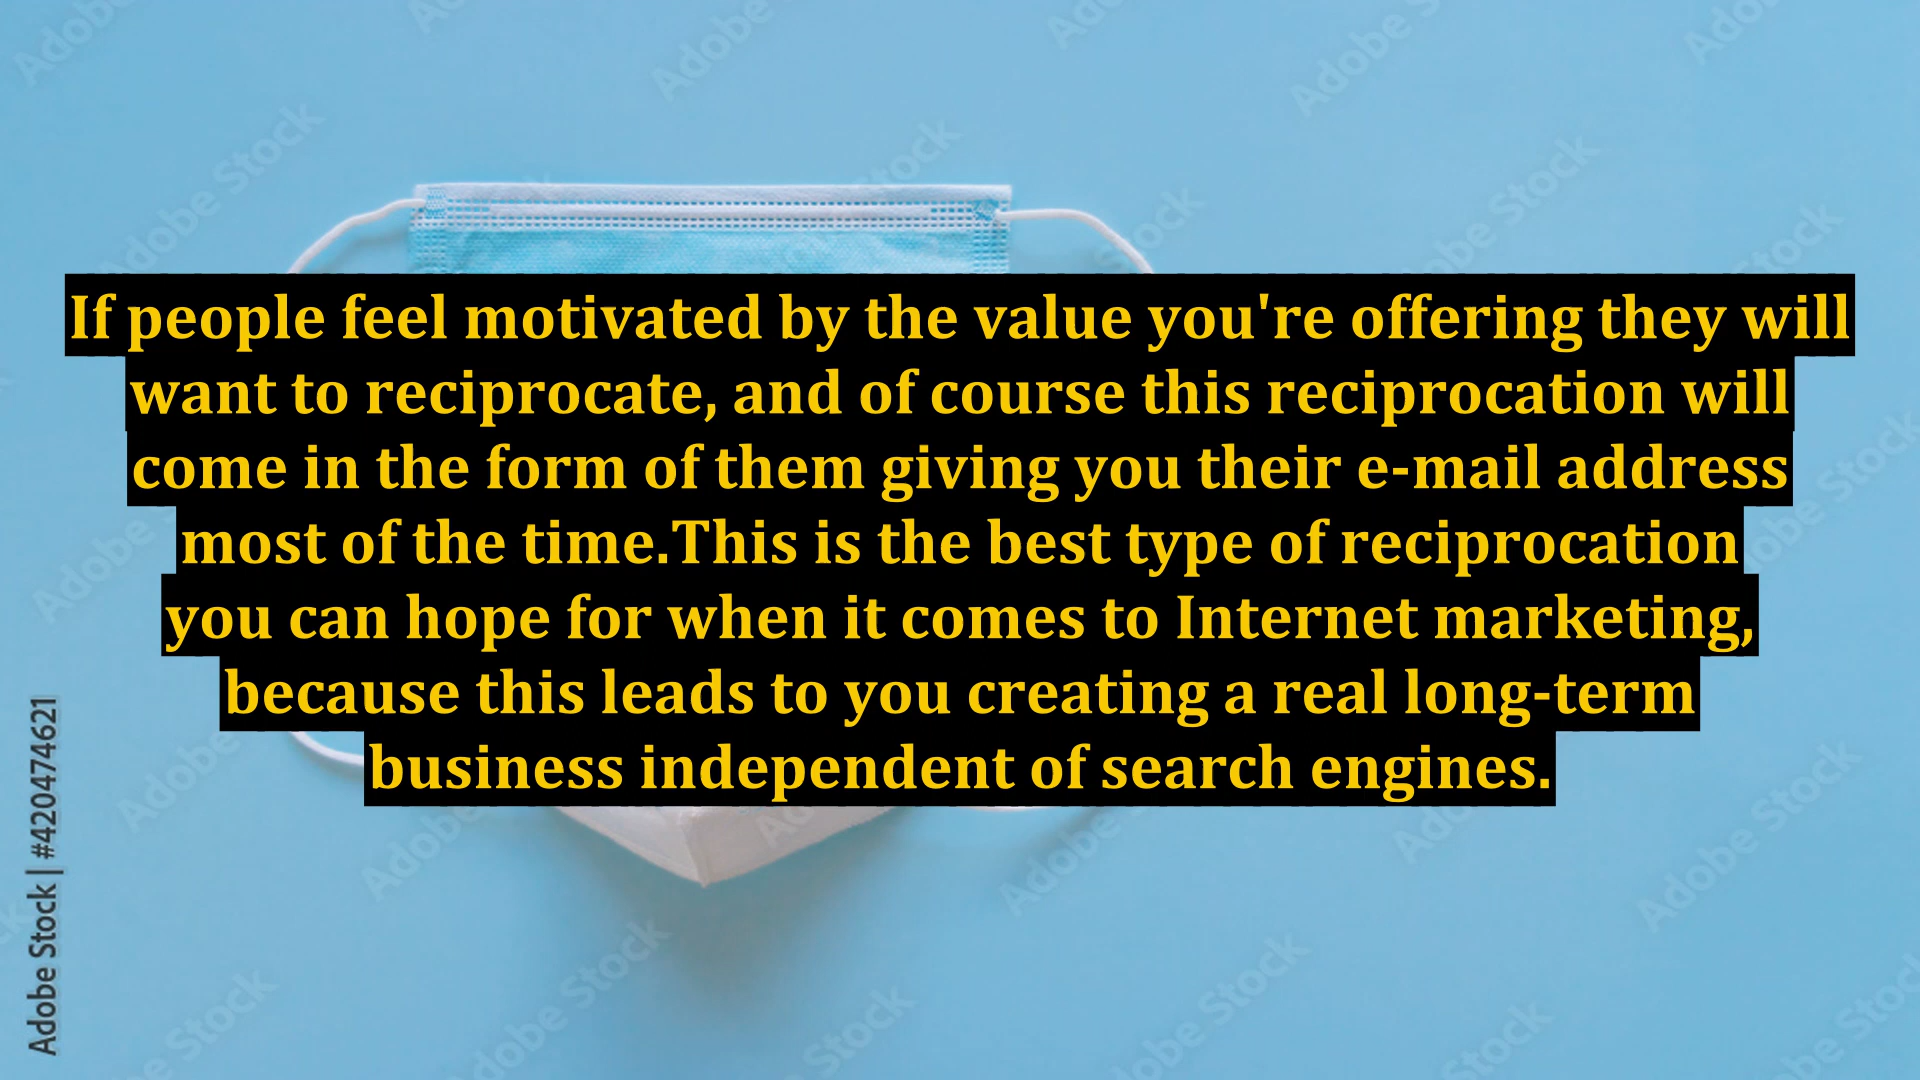 If people feel motivated by the value you're offering they will
want to reciprocate, and of course this reciprocation will
come in the form of them giving you their e-mail address
most of the time.This is the best type of reciprocation
you can hope for when it comes to Internet marketing,
because this leads to you creating a real long-term
business independent of search engines.
Adobe Stock | #420474621
Adobe Stock